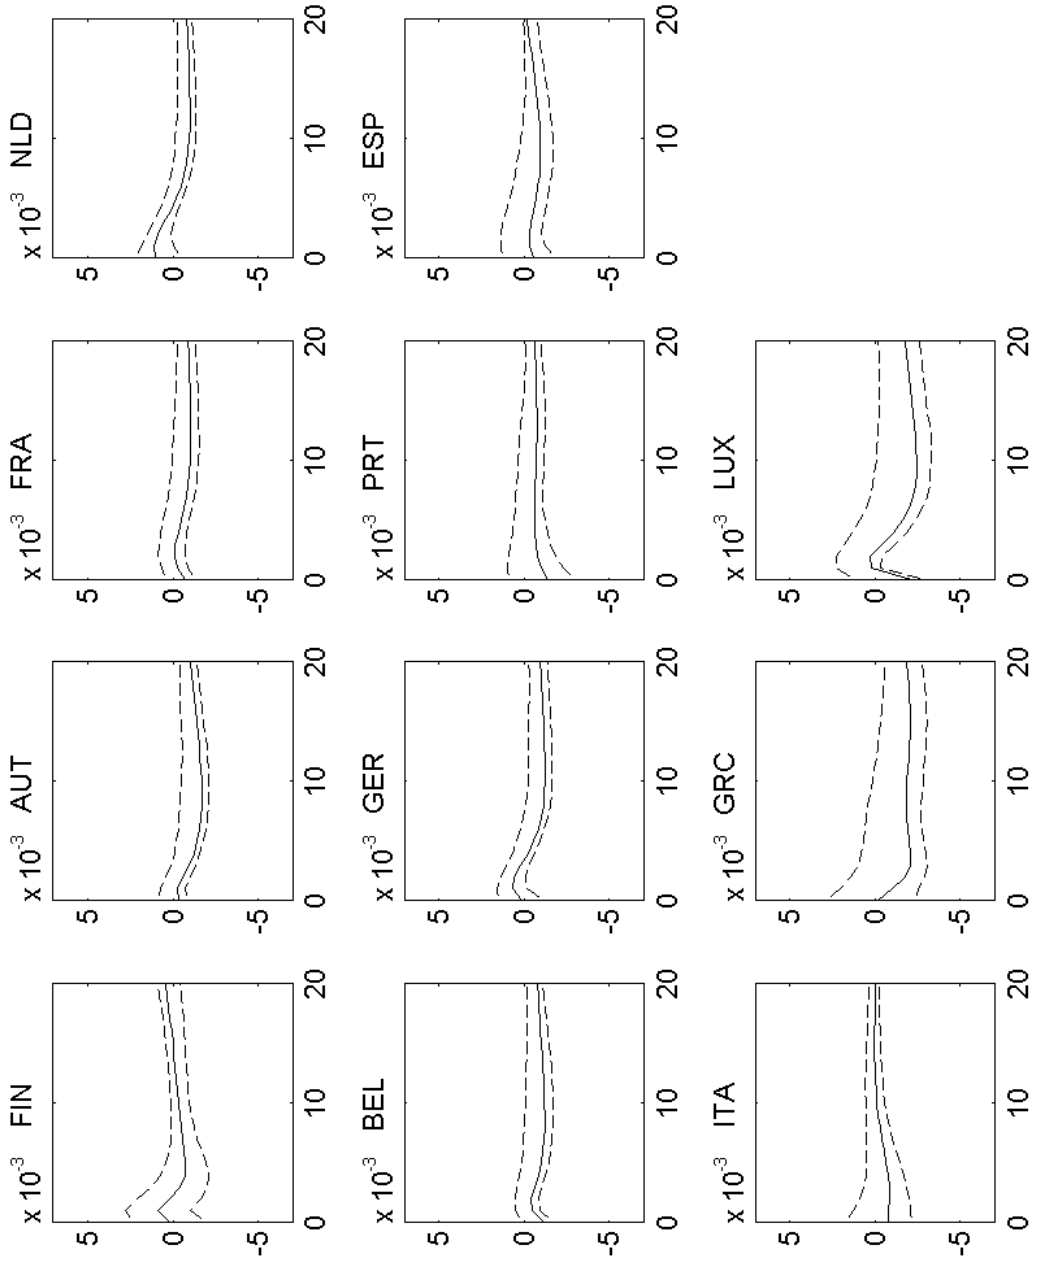 x 10-3 FIN
x 10-3 AUT
x 10-3 FRA
x 10-3 NLD
5
0
-5
0 10 20
5
0
-5
0 10 20
5
0
-5
0 10 20
5
0
-5
0 10 20
x 10-3 BEL
x 10-3 GER
x 10-3 PRT
x 10-3 ESP
5
0
-5
0 10 20
5
0
-5
0 10 20
5
0
-5
0 10 20
5
0
-5
0 10 20
x 10-3 ITA
x 10-3 GRC
x 10-3 LUX
5
0
-5
0 10 20
5
0
-5
0 10 20
5
0
-5
0 10 20